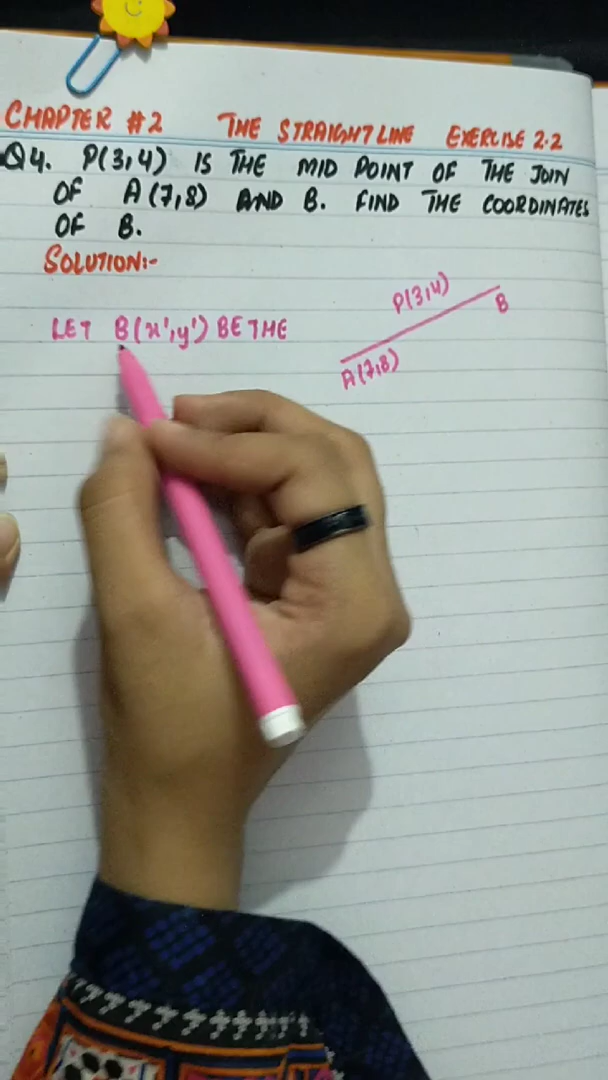 CHAPTER #2 THE STRAIGHT LINE EXERCISE 2.2
Q4. P(3,4) IS THE MID POINT OF THE JOIN
OF A(7,8) AND B. FIND THE COORDINATES
OF B.
SOLUTION:-
P(3,4)
B
LET B(x',y') BE THE
A(7,8)